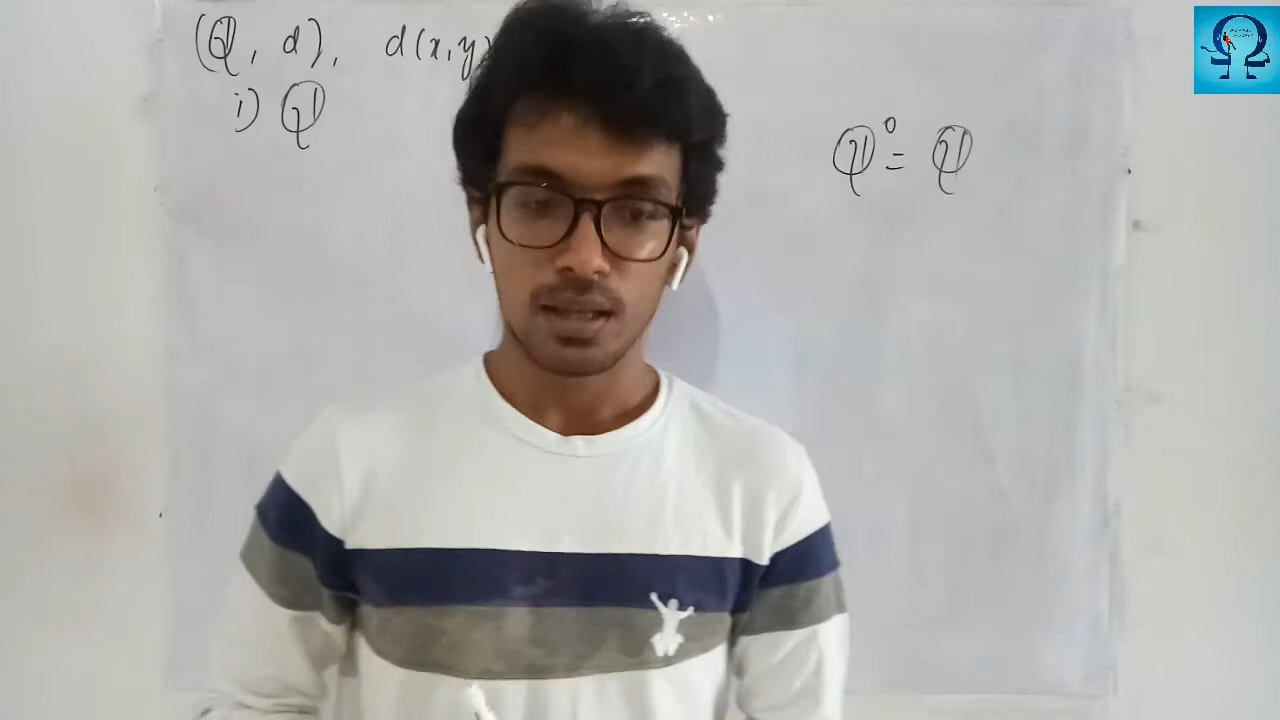 (ℚ, d), d(x,y)
i) ℚ
ℚ° = ℚ